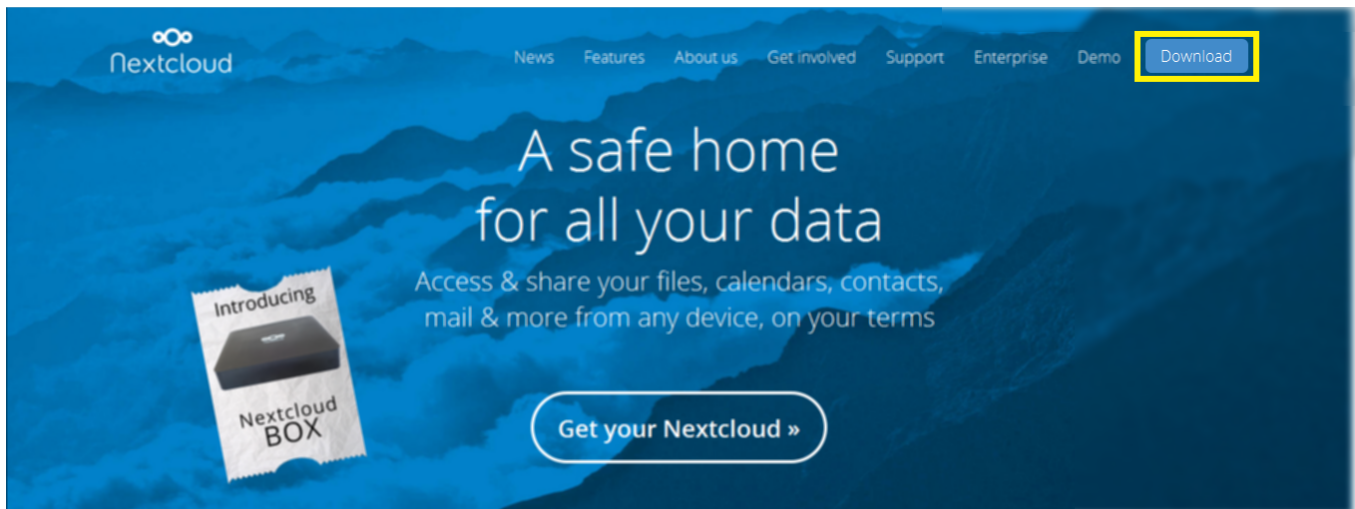 Nextcloud
News Features About us Get involved Support Enterprise Demo Download
A safe home
for all your data
Access & share your files, calendars, contacts,
mail & more from any device, on your terms
Introducing
Nextcloud
BOX
Get your Nextcloud »